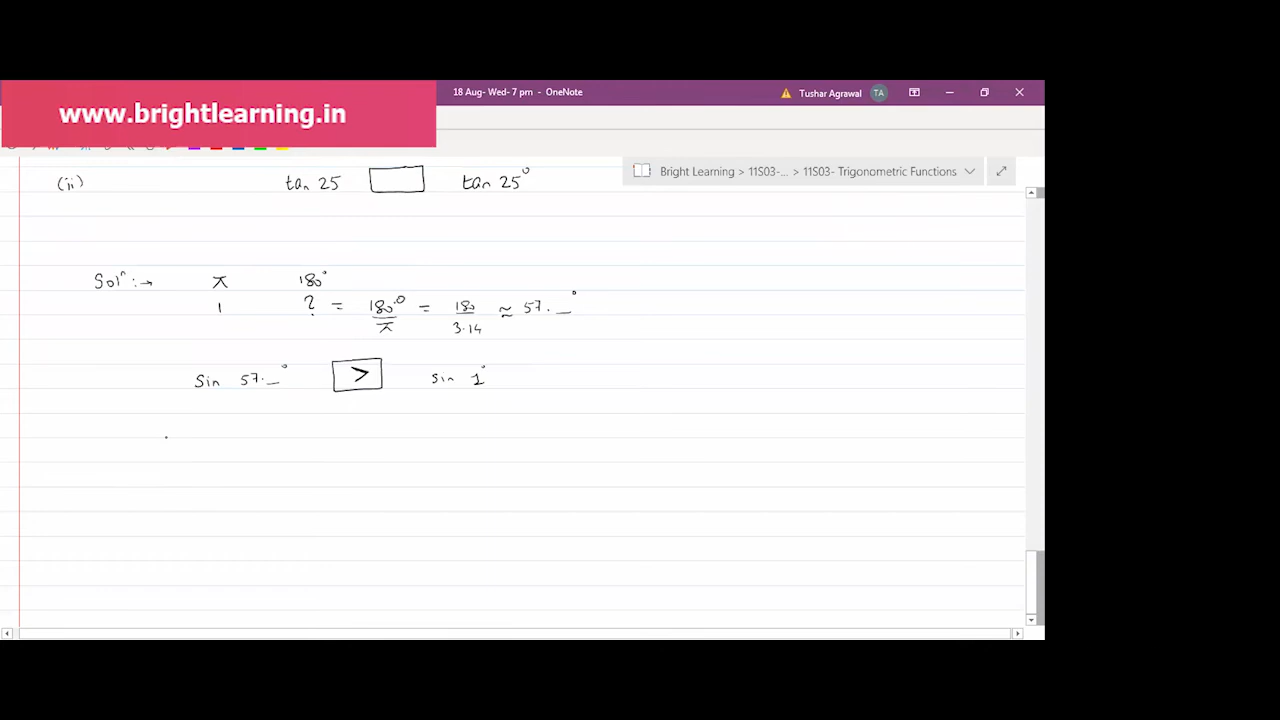 www.brightlearning.in
18 Aug- Wed- 7 pm - OneNote
Tushar Agrawal TA
Bright Learning > 11S03-... > 11S03- Trigonometric Functions
(ii) tan 25 tan 25°
Solⁿ :→ π 180°
1 ? = 180°/π = 180/3.14 ≈ 57._°
Sin 57._° > Sin 1°